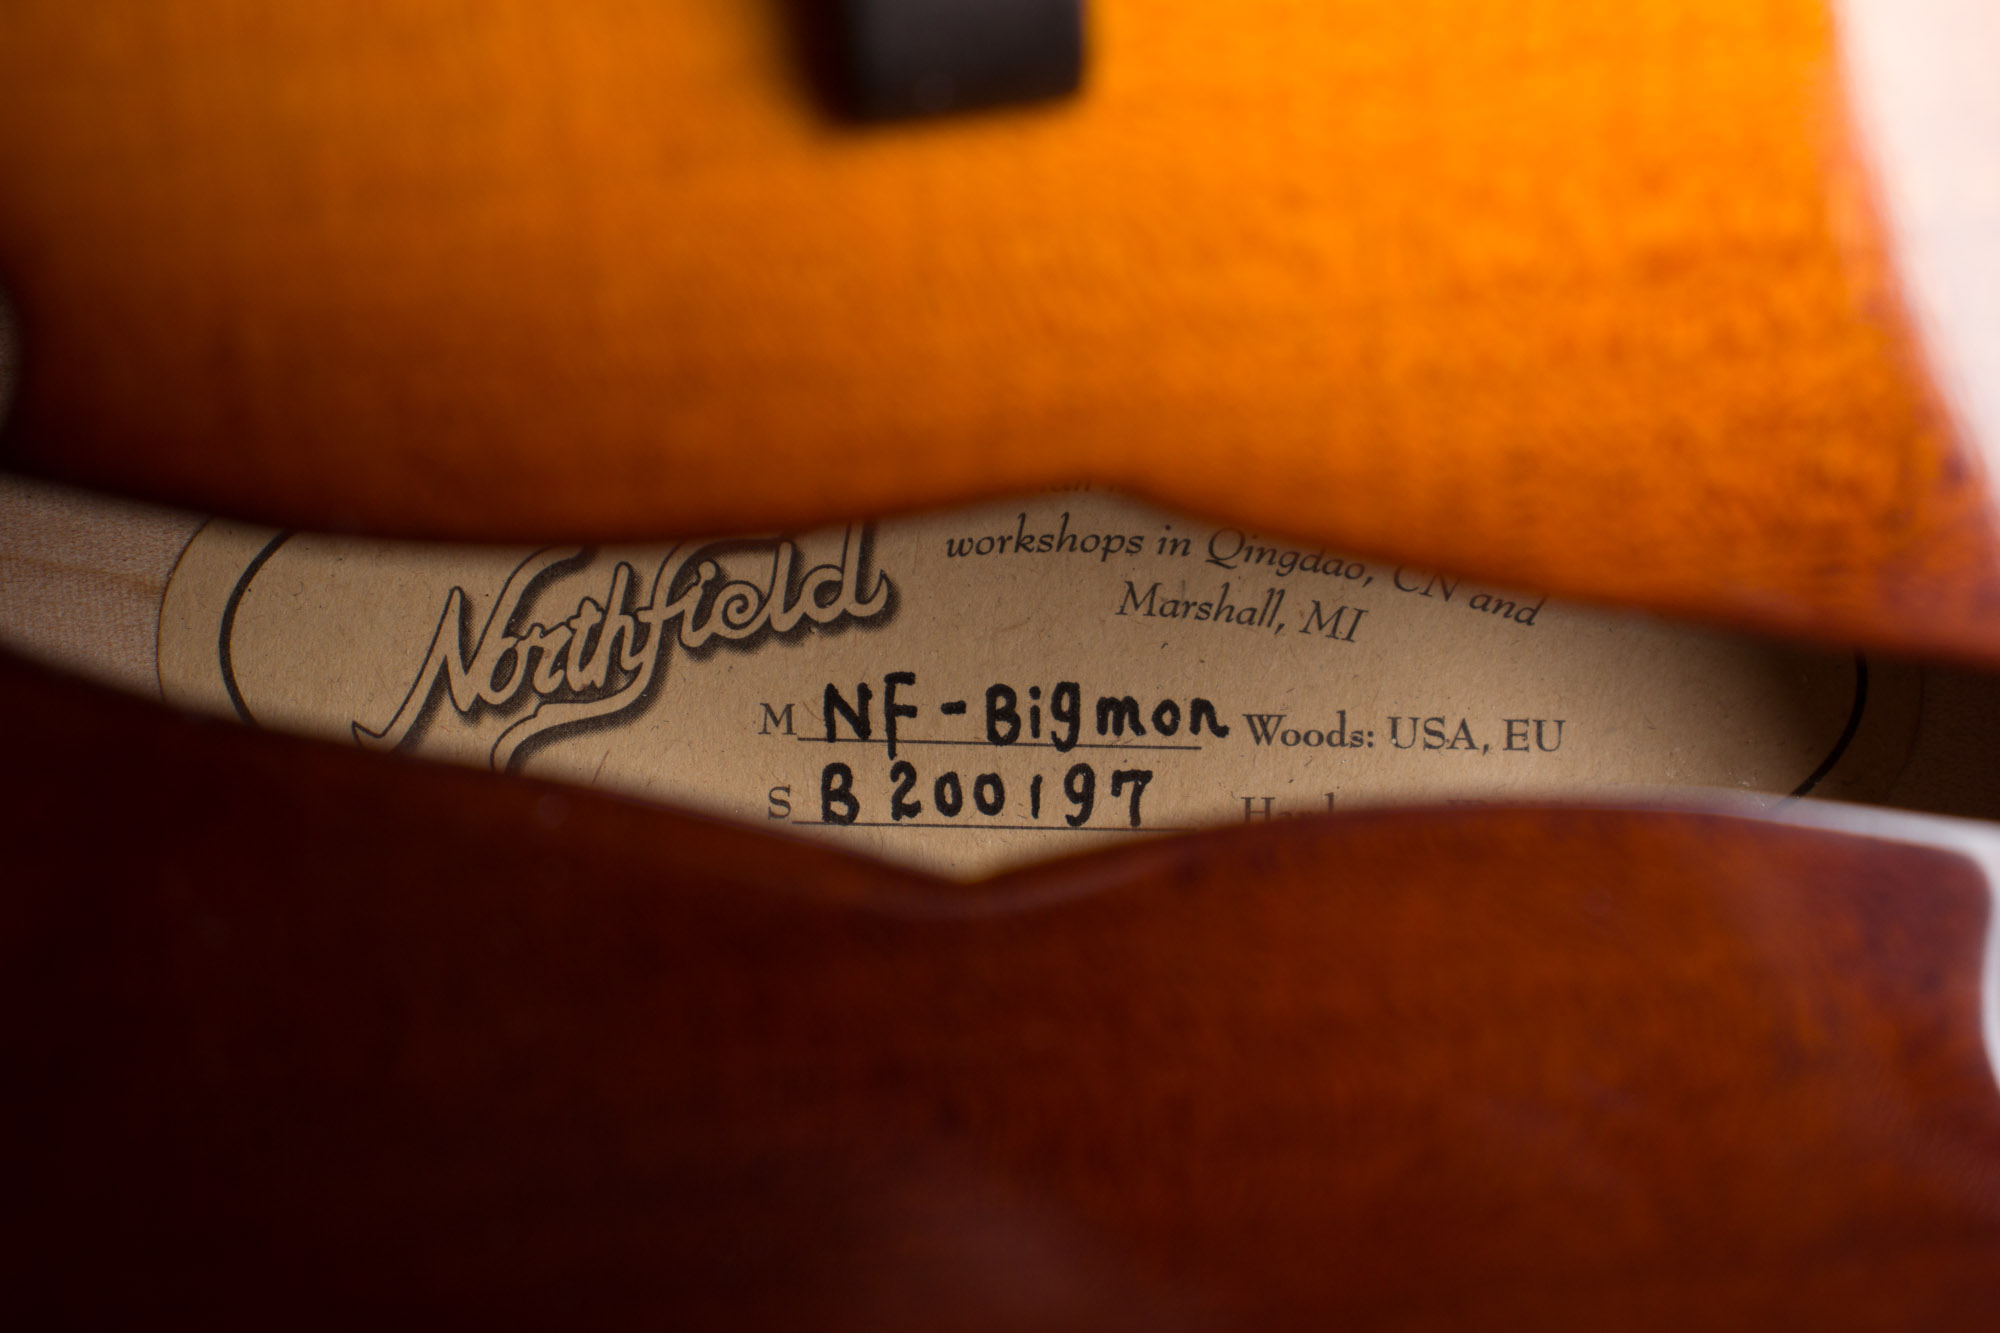 Northfield
workshops in Qingdao, CN and
Marshall, MI
M NF-Bigmon Woods: USA, EU
S B200197